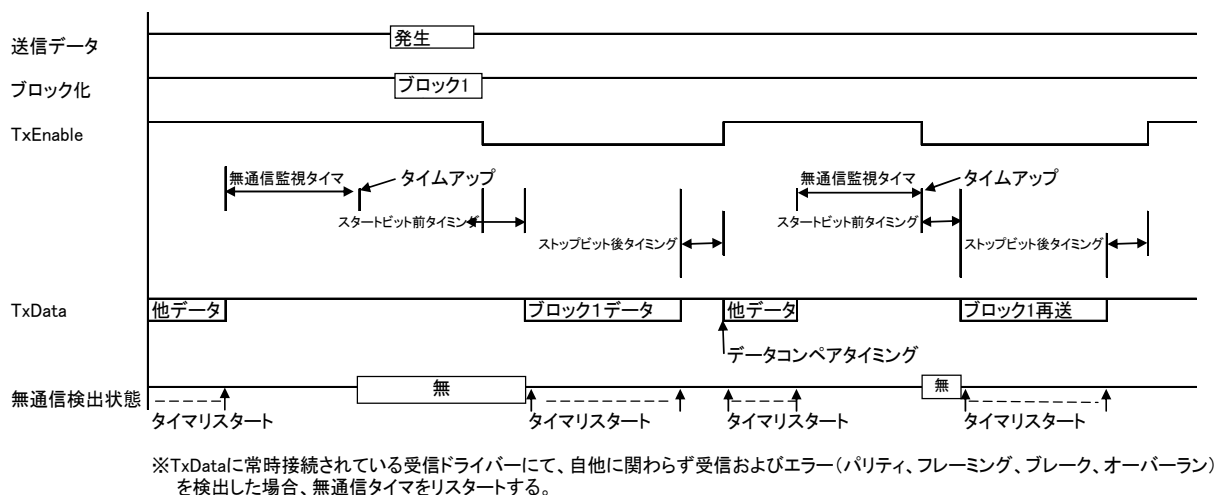 送信データ
発生
ブロック化
ブロック1
TxEnable
無通信監視タイマ
タイムアップ
無通信監視タイマ
タイムアップ
スタートビット前タイミング
スタートビット前タイミング
ストップビット後タイミング
ストップビット後タイミング
TxData
他データ
ブロック1データ
他データ
ブロック1再送
データコンペアタイミング
無通信検出状態
無
無
タイマリスタート
タイマリスタート
タイマリスタート
タイマリスタート
※TxDataに常時接続されている受信ドライバーにて、自他に関わらず受信およびエラー(パリティ、フレーミング、ブレーク、オーバーラン)
を検出した場合、無通信タイマをリスタートする。